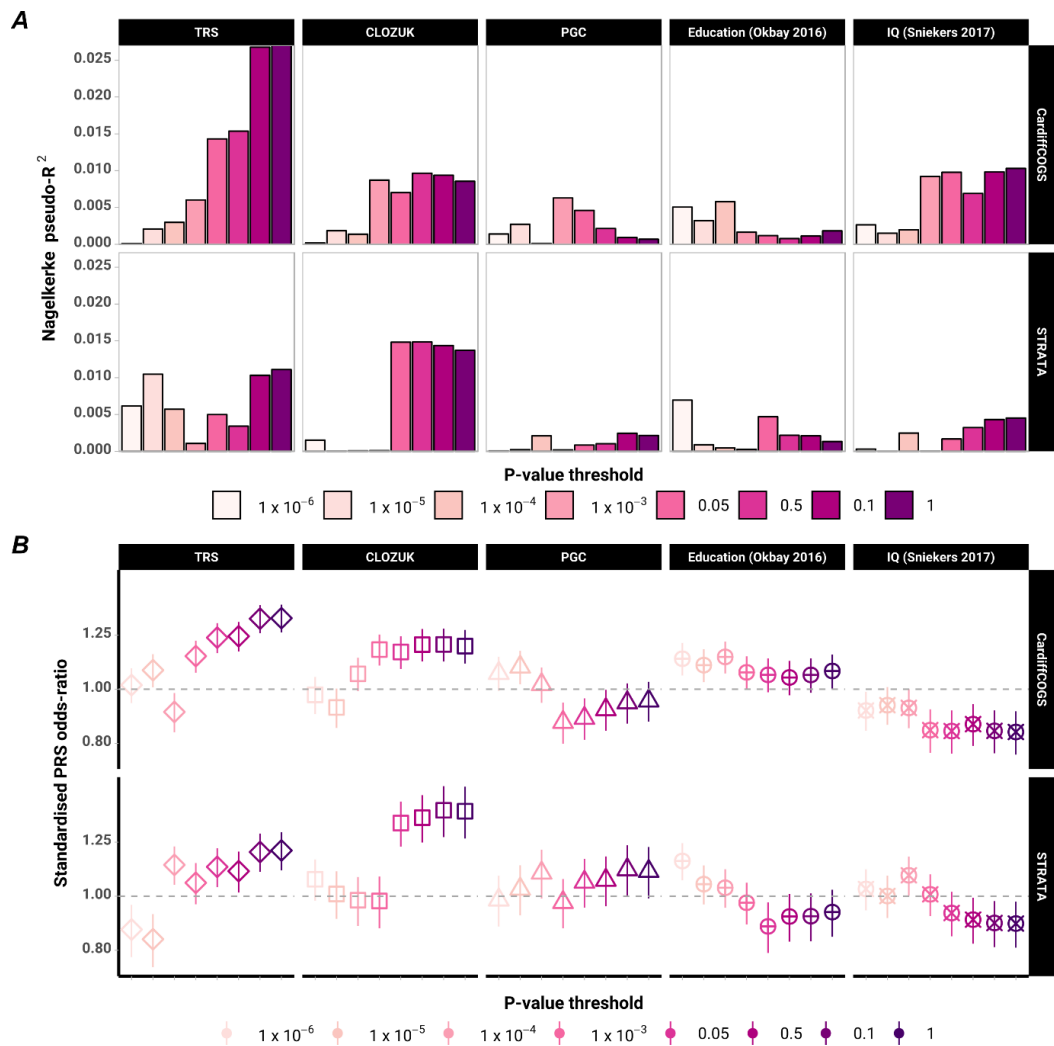 A
TRS CLOZUK PGC Education (Okbay 2016) IQ (Sniekers 2017)
Nagelkerke pseudo-R²
0.025
0.020
0.015
0.010
0.005
0.000
CardiffCOGS
0.025
0.020
0.015
0.010
0.005
0.000
STRATA
P-value threshold
1 x 10⁻⁶ 1 x 10⁻⁵ 1 x 10⁻⁴ 1 x 10⁻³ 0.05 0.5 0.1 1
B
TRS CLOZUK PGC Education (Okbay 2016) IQ (Sniekers 2017)
Standardised PRS odds-ratio
1.25
1.00
0.80
CardiffCOGS
1.25
1.00
0.80
STRATA
P-value threshold
1 x 10⁻⁶ 1 x 10⁻⁵ 1 x 10⁻⁴ 1 x 10⁻³ 0.05 0.5 0.1 1